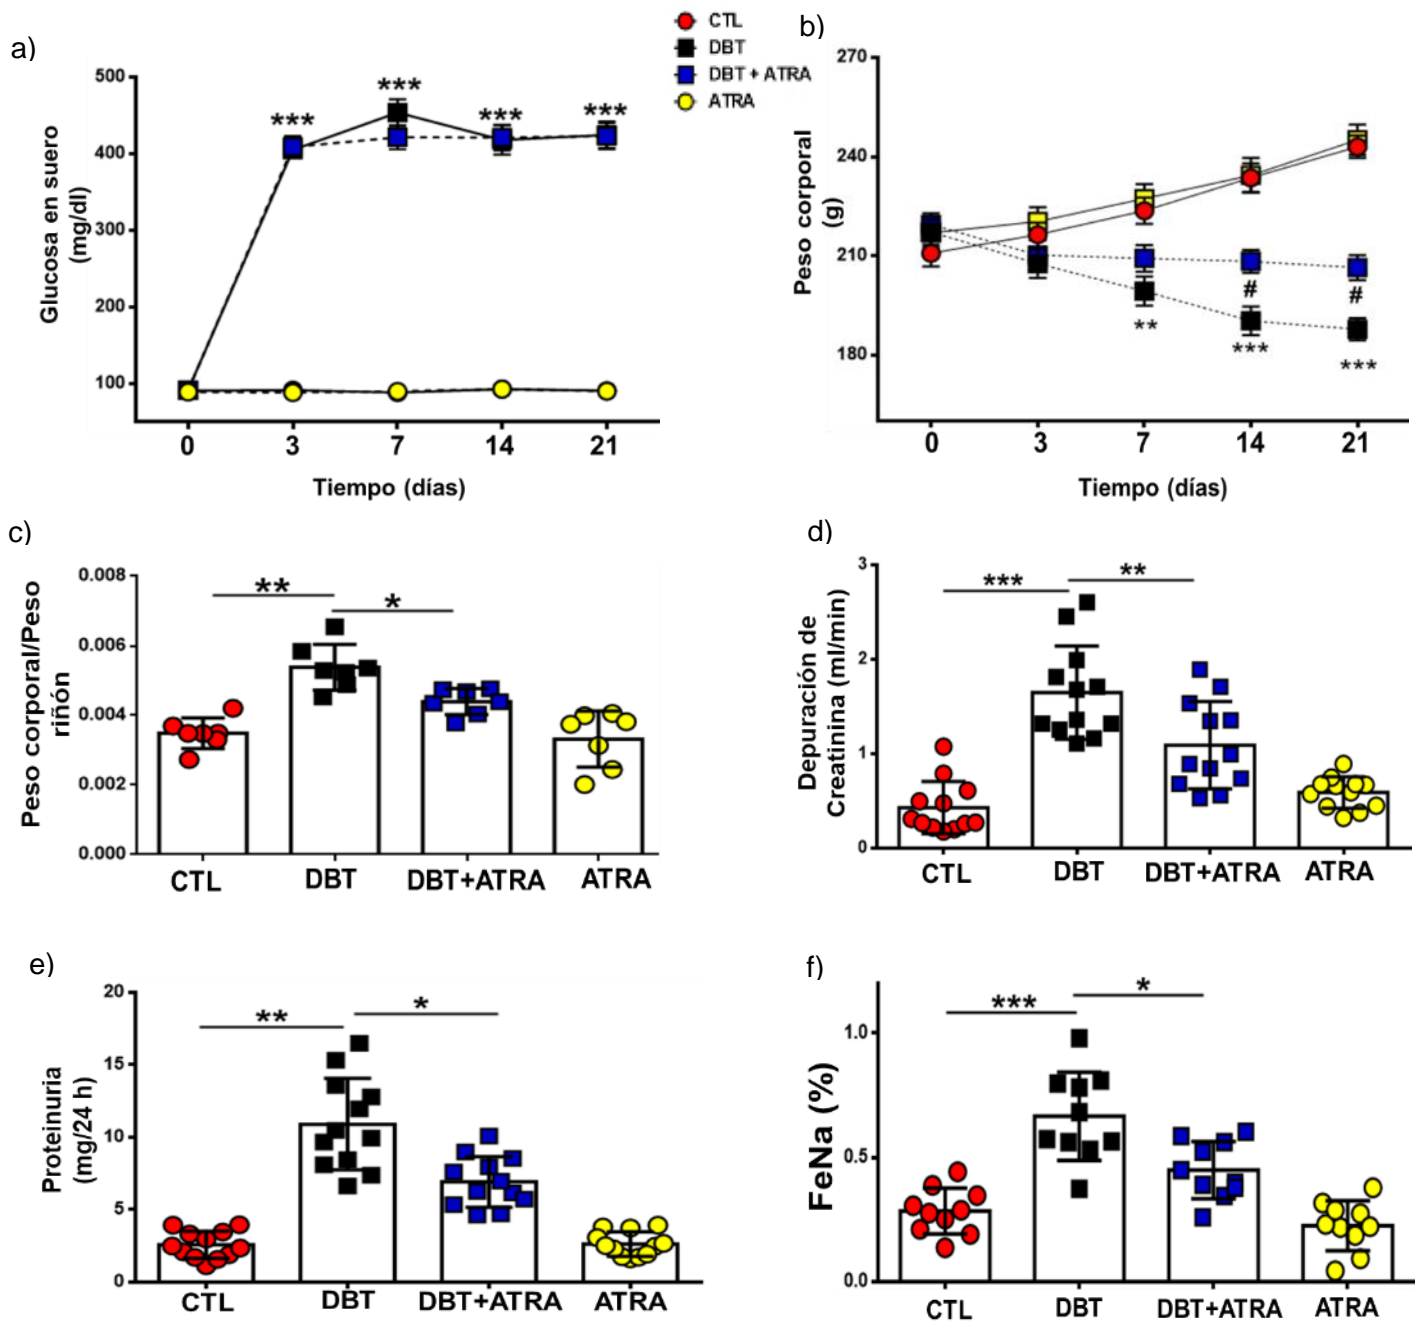 a)
CTL
DBT
DBT + ATRA
ATRA
b)
500
400
300
200
100
Glucosa en suero
(mg/dl)
***
***
***
***
0
3
7
14
21
Tiempo (días)
270
240
210
180
Peso corporal
(g)
**
#
***
#
***
0
3
7
14
21
Tiempo (días)
c)
0.008
0.006
0.004
0.002
0.000
Peso corporal/Peso
riñón
**
*
CTL
DBT
DBT+ATRA
ATRA
d)
3
2
1
0
Depuración de
Creatinina (ml/min)
***
**
CTL
DBT
DBT+ATRA
ATRA
e)
20
15
10
5
0
Proteinuria
(mg/24 h)
**
*
CTL
DBT
DBT+ATRA
ATRA
f)
1.0
0.5
0.0
FeNa (%)
***
*
CTL
DBT
DBT+ATRA
ATRA